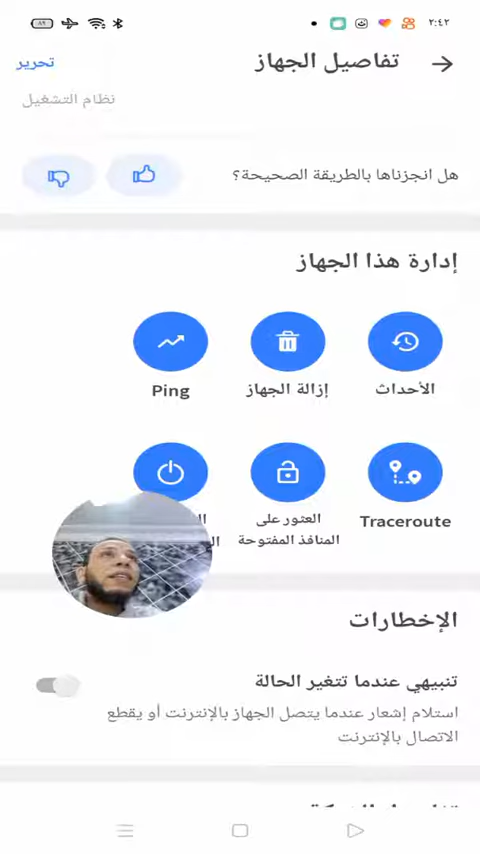 ٢:٤٢
تفاصيل الجهاز
تحرير
نظام التشغيل
هل انجزناها بالطريقة الصحيحة؟
إدارة هذا الجهاز
الأحداث
إزالة الجهاز
Ping
Traceroute
العثور على
المنافذ المفتوحة
الإخطارات
تنبيهي عندما تتغير الحالة
استلام إشعار عندما يتصل الجهاز بالإنترنت أو يقطع
الاتصال بالإنترنت